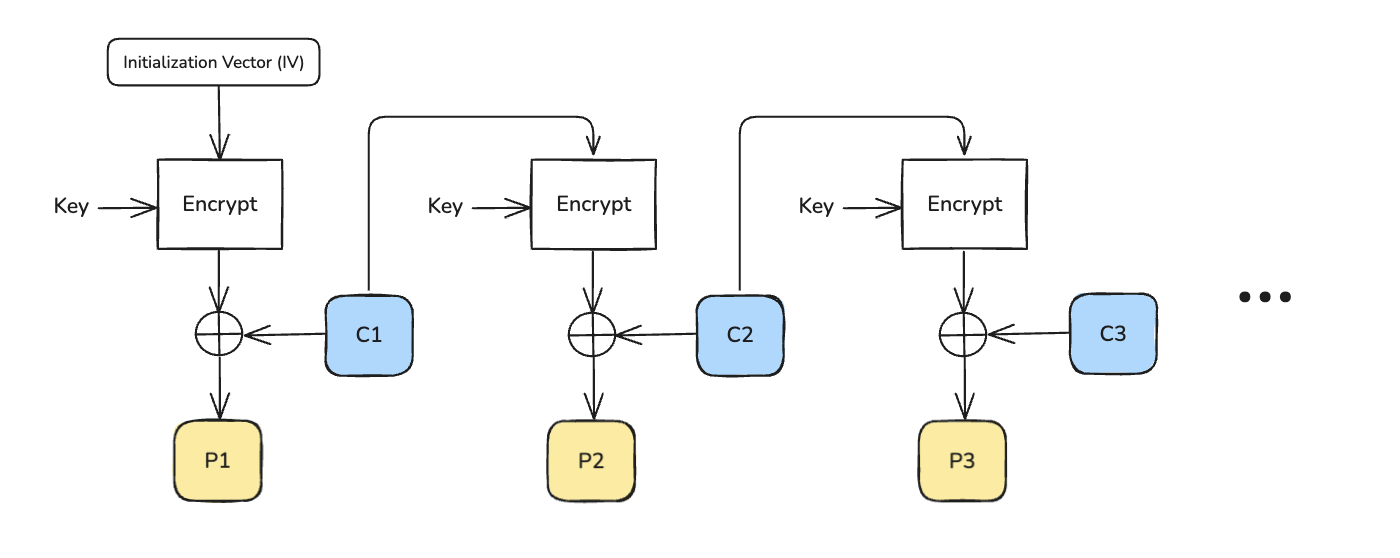 Initialization Vector (IV)
Key
Encrypt
Key
Encrypt
Key
Encrypt
C1
C2
C3
P1
P2
P3